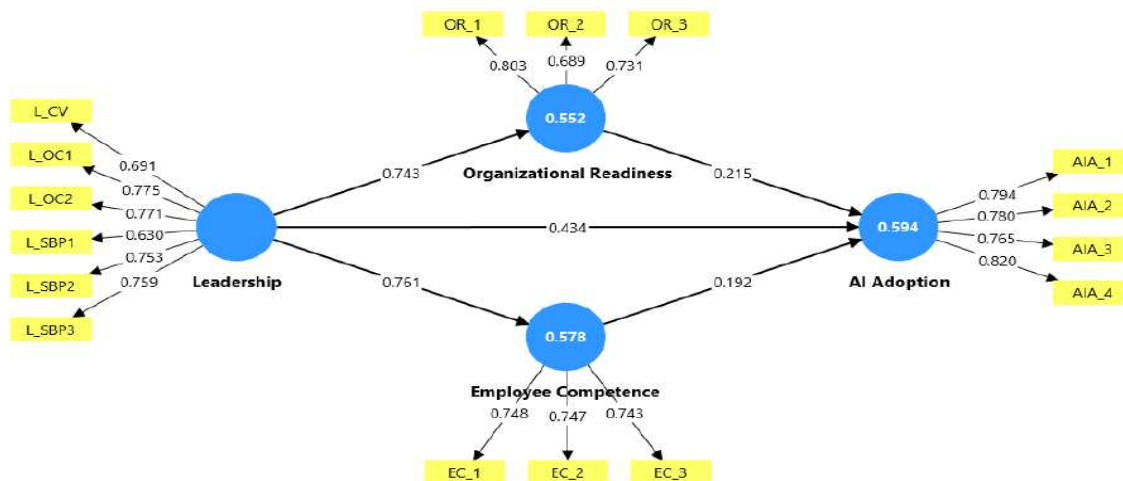 OR_1 OR_2 OR_3
0.803 0.689 0.731
0.552
Organizational Readiness
L_CV
L_OC1
L_OC2
L_SBP1
L_SBP2
L_SBP3
0.691
0.775
0.771
0.630
0.753
0.759
Leadership
0.743
0.434
0.761
0.215
0.192
0.594
AI Adoption
0.794
0.780
0.765
0.820
AIA_1
AIA_2
AIA_3
AIA_4
0.578
Employee Competence
0.748 0.747 0.743
EC_1 EC_2 EC_3